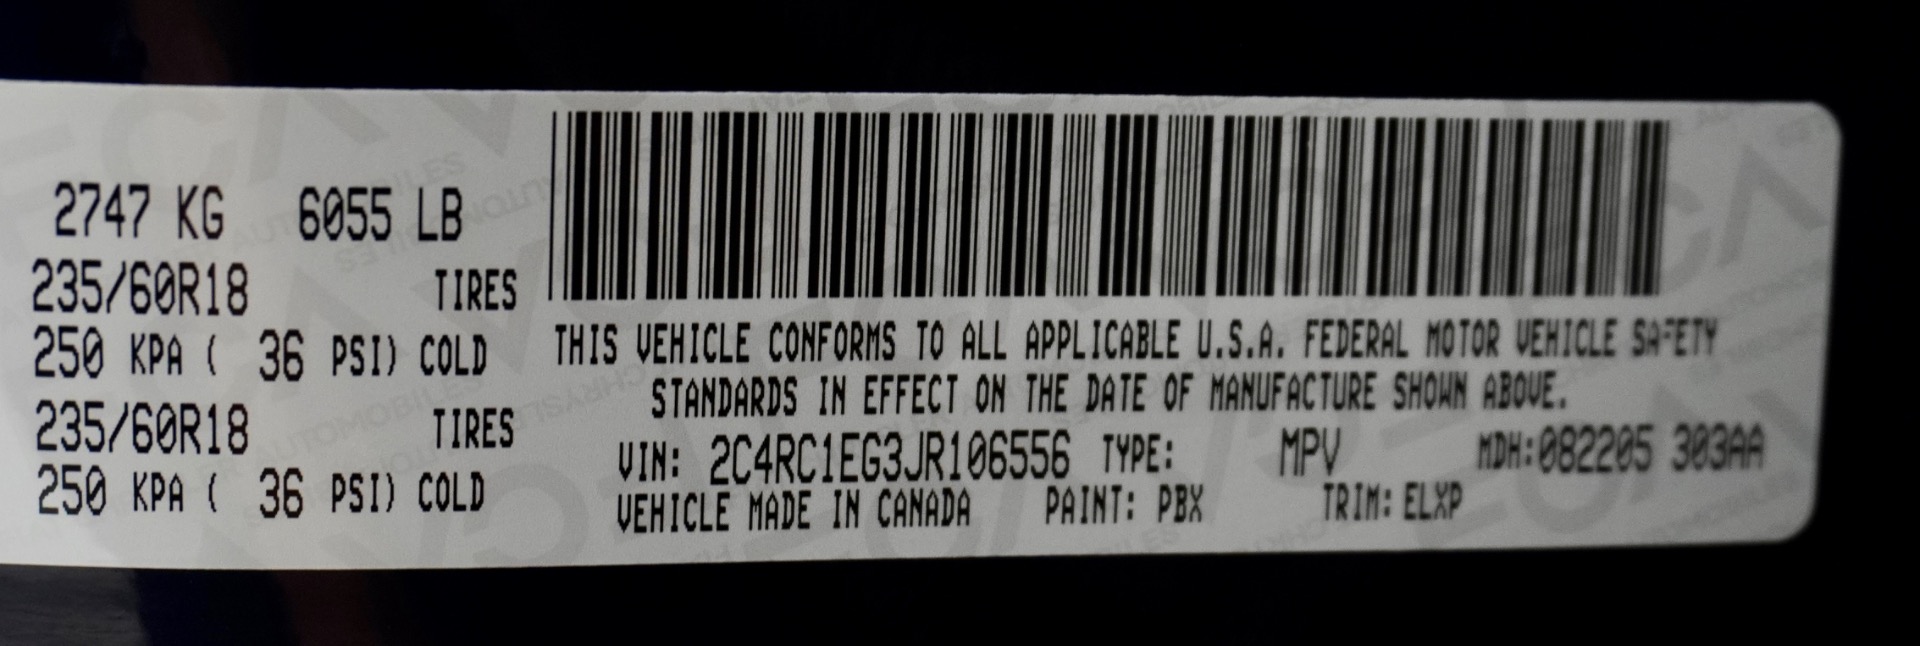 2747 KG 6055 LB
235/60R18 TIRES
250 KPA ( 36 PSI) COLD
235/60R18 TIRES
250 KPA ( 36 PSI) COLD
THIS VEHICLE CONFORMS TO ALL APPLICABLE U.S.A. FEDERAL MOTOR VEHICLE SAFETY
STANDARDS IN EFFECT ON THE DATE OF MANUFACTURE SHOWN ABOVE.
VIN: 2C4RC1EG3JR106556 TYPE: MPV MDH:082205 303AA
VEHICLE MADE IN CANADA PAINT: PBX TRIM: ELXP